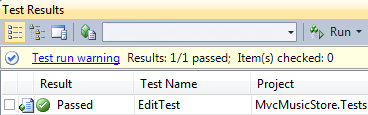 Test Results
Run
Test run warning Results: 1/1 passed; Item(s) checked: 0
Result Test Name Project
Passed EditTest MvcMusicStore.Tests